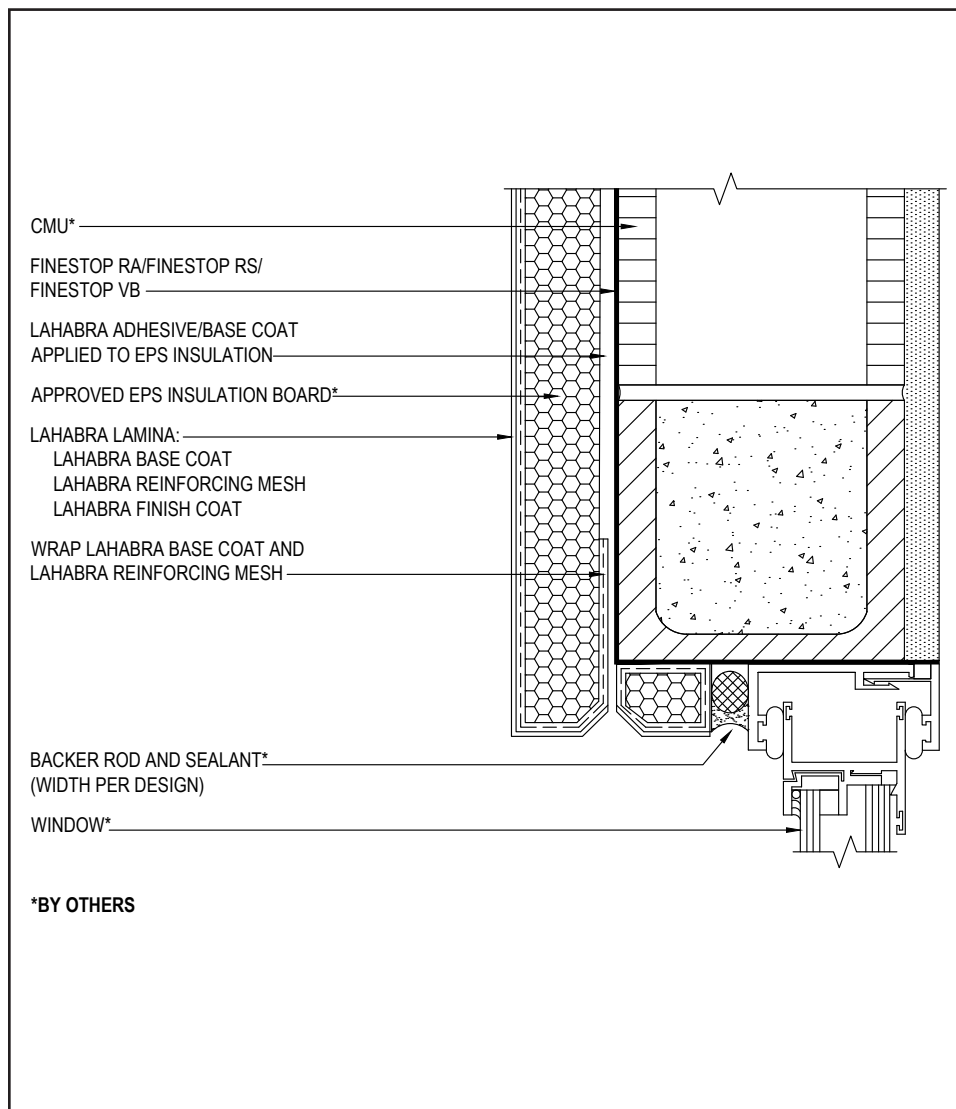 CMU*
FINESTOP RA/FINESTOP RS/
FINESTOP VB
LAHABRA ADHESIVE/BASE COAT
APPLIED TO EPS INSULATION
APPROVED EPS INSULATION BOARD*
LAHABRA LAMINA:
LAHABRA BASE COAT
LAHABRA REINFORCING MESH
LAHABRA FINISH COAT
WRAP LAHABRA BASE COAT AND
LAHABRA REINFORCING MESH
BACKER ROD AND SEALANT*
(WIDTH PER DESIGN)
WINDOW*
*BY OTHERS